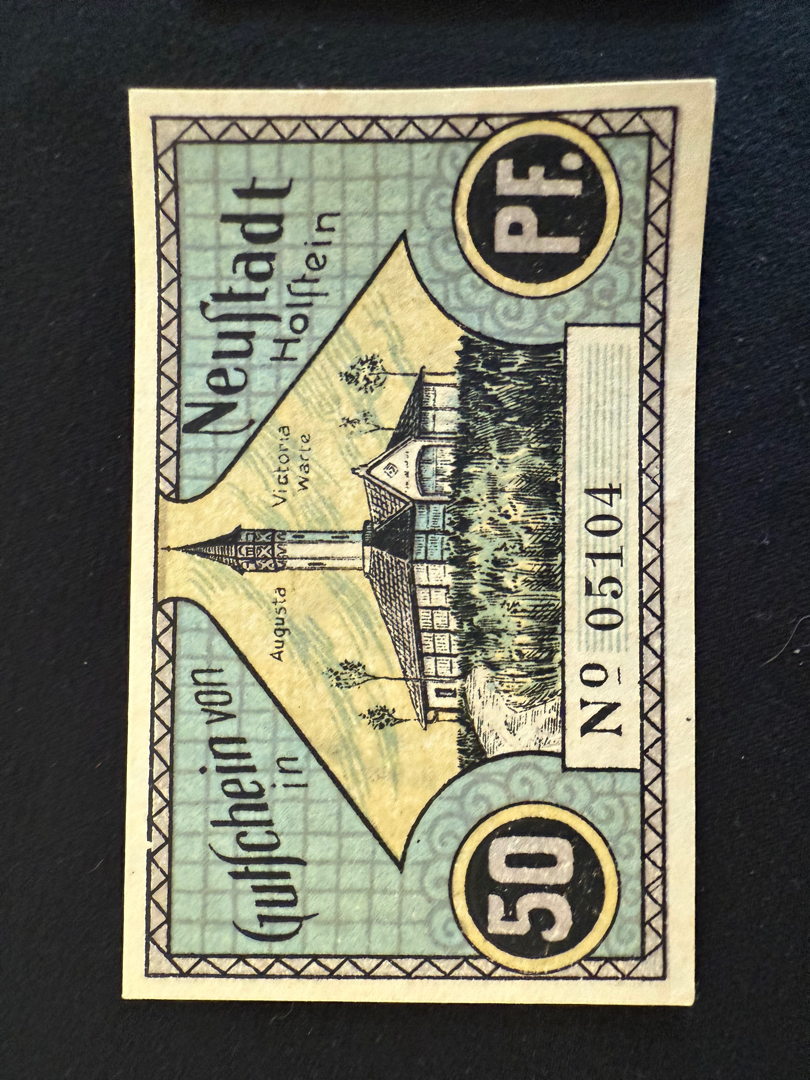 Gutſchein von Neuſtadt
in Holſtein
Augusta Victoria
Warte
50 PF.
Nº 05104